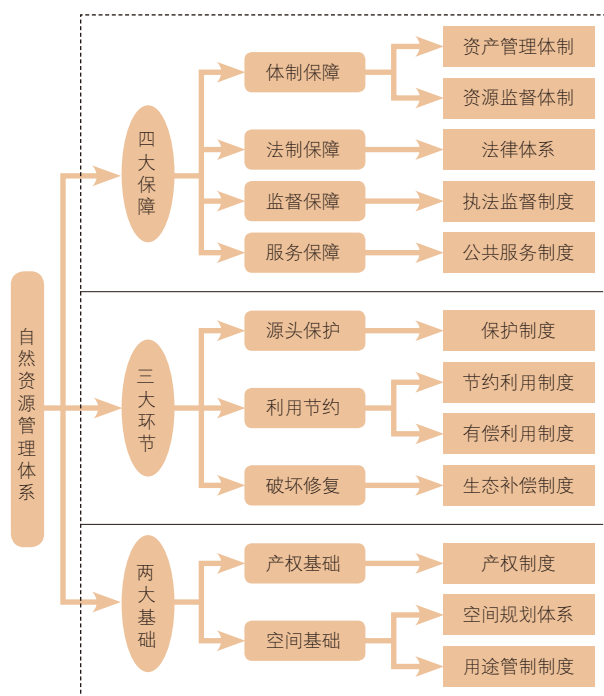 自然资源管理体系
四大保障
体制保障
资产管理体制
资源监督体制
法制保障
法律体系
监督保障
执法监督制度
服务保障
公共服务制度
三大环节
源头保护
保护制度
利用节约
节约利用制度
有偿利用制度
破坏修复
生态补偿制度
两大基础
产权基础
产权制度
空间基础
空间规划体系
用途管制制度